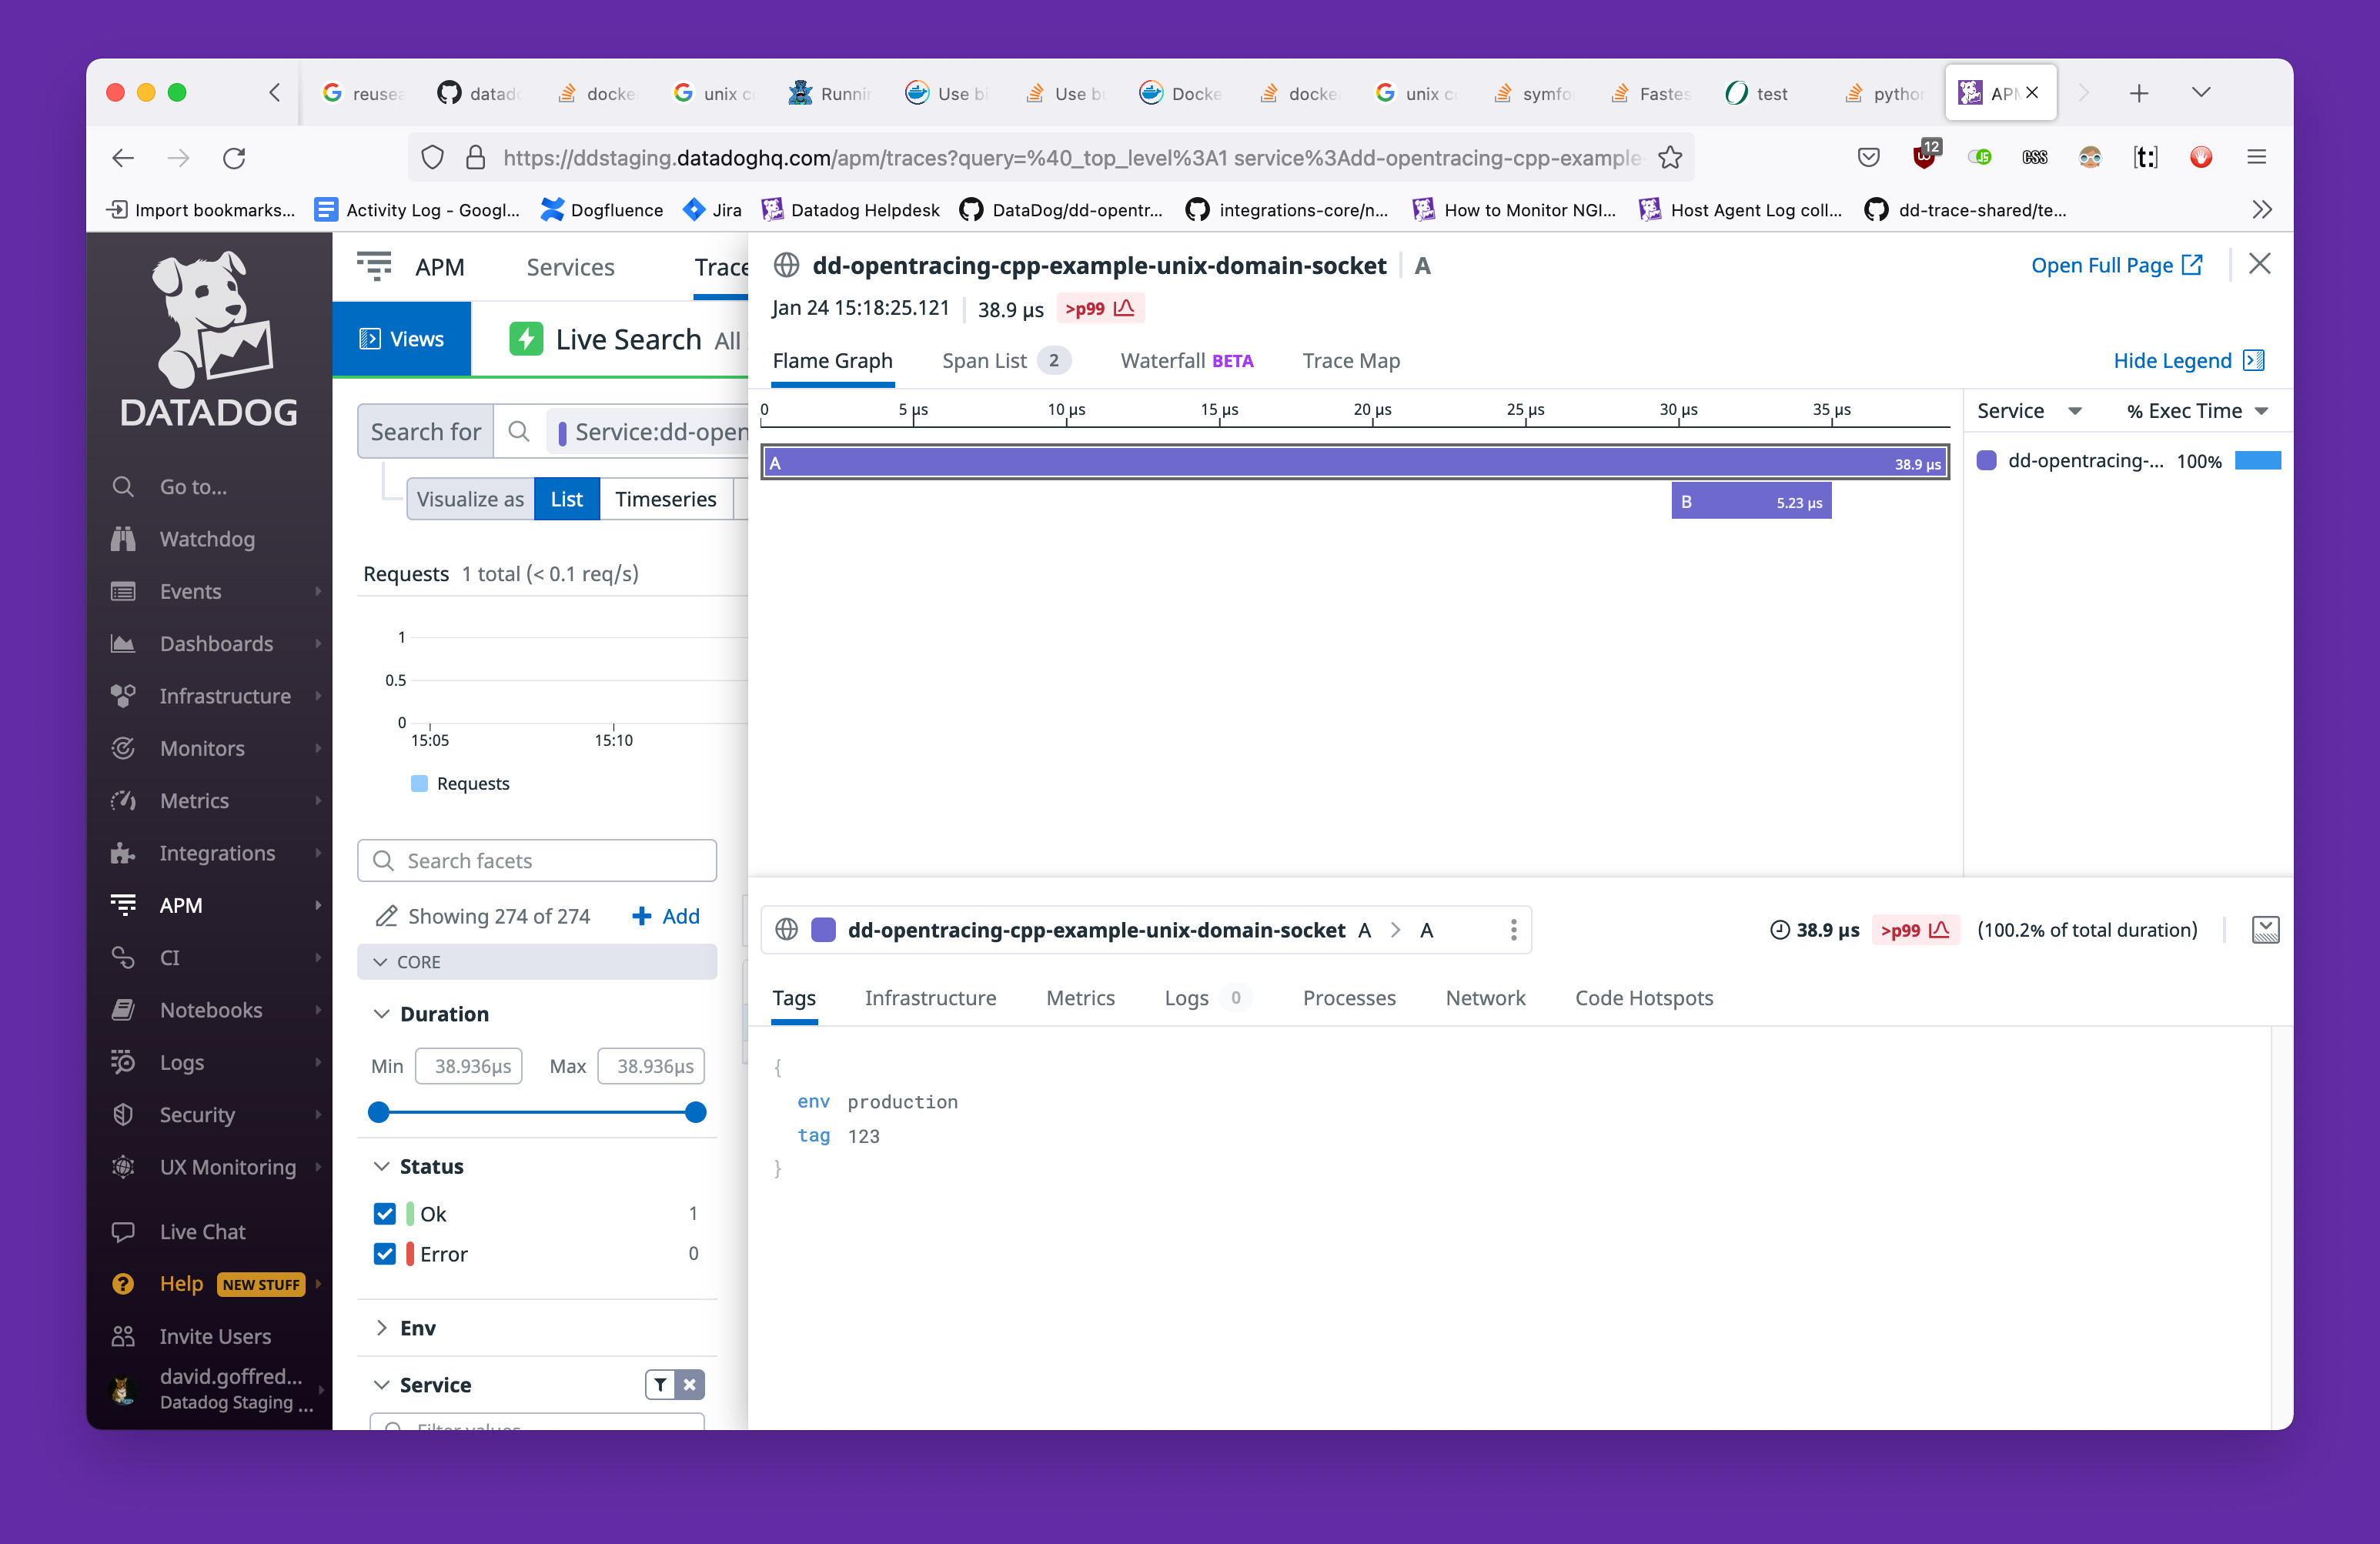 reusea
datado
docke
unix c
Runnin
Use bi
Use bu
Docke
docke
unix c
symfo
Fastes
test
pytho
APM
https://ddstaging.datadoghq.com/apm/traces?query=%40_top_level%3A1 service%3Add-opentracing-cpp-example-
12
JS
CSS
[t:]
Import bookmarks...
Activity Log - Googl...
Dogfluence
Jira
Datadog Helpdesk
DataDog/dd-opentr...
integrations-core/n...
How to Monitor NGI...
Host Agent Log coll...
dd-trace-shared/te...
DATADOG
Go to...
Watchdog
Events
Dashboards
Infrastructure
Monitors
Metrics
Integrations
APM
CI
Notebooks
Logs
Security
UX Monitoring
Live Chat
Help NEW STUFF
Invite Users
david.goffred...
Datadog Staging ...
APM
Services
Trace
Views
Live Search All
Search for
Service:dd-open
Visualize as
List
Timeseries
Requests 1 total (< 0.1 req/s)
1
0.5
0
15:05
15:10
Requests
Search facets
Showing 274 of 274
Add
CORE
Duration
Min 38.936µs Max 38.936µs
Status
Ok 1
Error 0
Env
Service
Filter values
dd-opentracing-cpp-example-unix-domain-socket A
Open Full Page
Jan 24 15:18:25.121 38.9 µs >p99
Flame Graph
Span List 2
Waterfall BETA
Trace Map
Hide Legend
0
5 µs
10 µs
15 µs
20 µs
25 µs
30 µs
35 µs
A 38.9 µs
B 5.23 µs
Service
% Exec Time
dd-opentracing-... 100%
dd-opentracing-cpp-example-unix-domain-socket A A
38.9 µs >p99 (100.2% of total duration)
Tags
Infrastructure
Metrics
Logs 0
Processes
Network
Code Hotspots
{
env production
tag 123
}